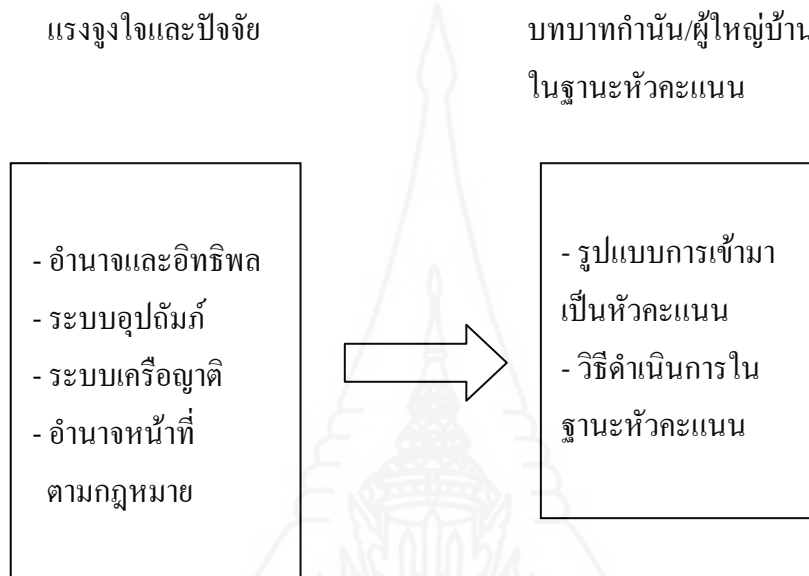 แรงจูงใจและปัจจัย
บทบาทกำนัน/ผู้ใหญ่บ้าน
ในฐานะหัวคะแนน
- อำนาจและอิทธิพล
- ระบบอุปถัมภ์
- ระบบเครือญาติ
- อำนาจหน้าที่
ตามกฎหมาย
- รูปแบบการเข้ามา
เป็นหัวคะแนน
- วิธีดำเนินการใน
ฐานะหัวคะแนน